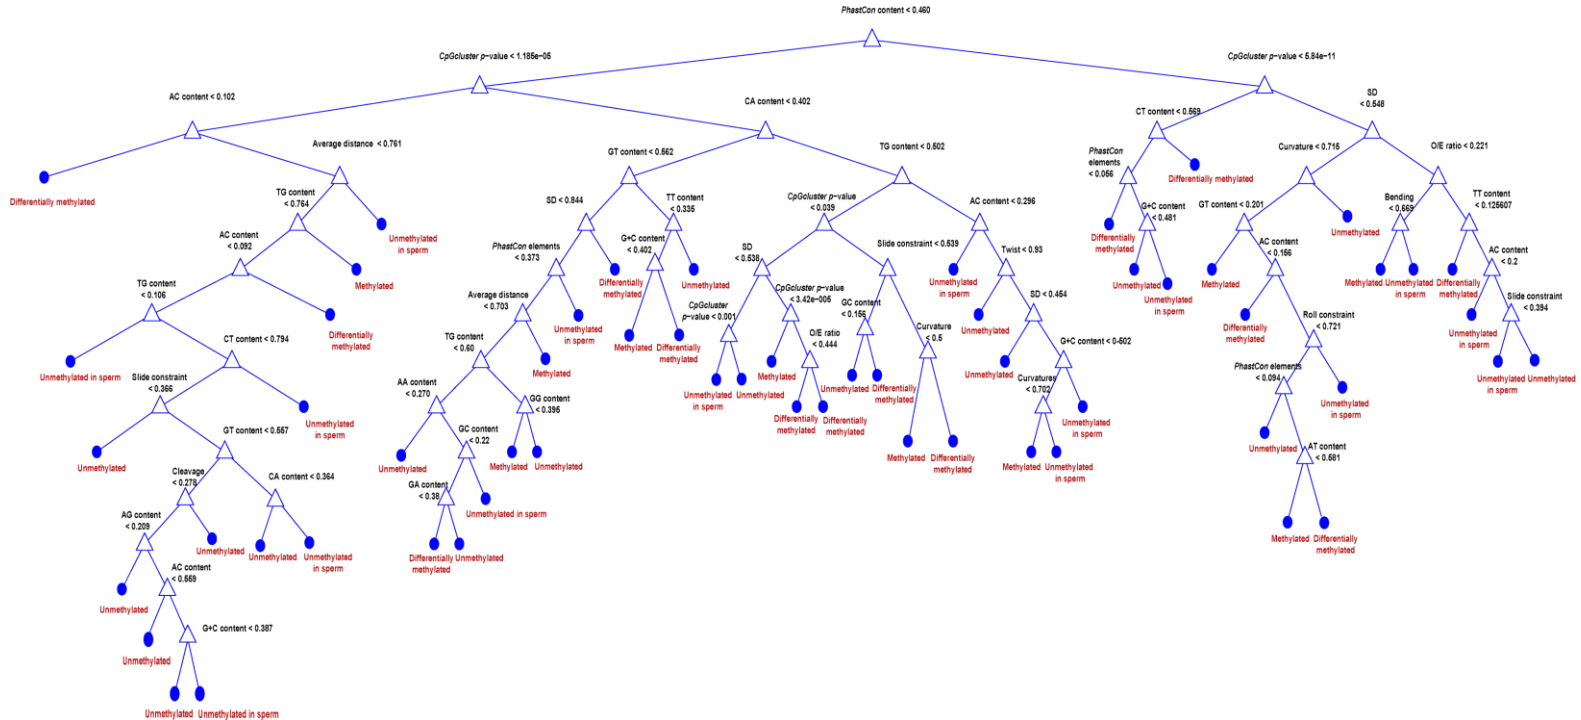 PhastCon content < 0.460
CpGcluster p-value < 1.185e-05
CpGcluster p-value < 5.84e-11
AC content < 0.102
CA content < 0.402
CT content < 0.569
SD
< 0.548
Average distance < 0.761
GT content < 0.562
TG content < 0.502
PhastCon
elements
< 0.056
Differentially methylated
Curvature < 0.715
O/E ratio < 0.221
Differentially methylated
TG content
< 0.764
Unmethylated
in sperm
SD < 0.844
TT content
< 0.335
CpGcluster p-value
< 0.039
AC content < 0.296
Differentially
methylated
G+C content
< 0.481
GT content < 0.201
Unmethylated
Bending
< 0.669
TT content
< 0.125607
AC content
< 0.092
Methylated
PhastCon elements
< 0.373
Differentially
methylated
G+C content
< 0.402
Unmethylated
SD
< 0.538
Slide constraint < 0.539
Unmethylated
in sperm
Twist < 0.93
Unmethylated
in sperm
Unmethylated
in sperm
Methylated
AC content
< 0.166
Methylated
Unmethylated
in sperm
Differentially
methylated
AC content
< 0.2
TG content
< 0.106
Differentially
methylated
Average distance
< 0.703
Unmethylated
in sperm
Methylated
Differentially
methylated
CpGcluster
p-value < 0.001
CpGcluster p-value
< 3.42e-005
GC content
< 0.156
Curvature
< 0.5
Unmethylated
SD < 0.454
Differentially
methylated
Roll constraint
< 0.721
Unmethylated
in sperm
Slide constraint
< 0.394
Unmethylated in sperm
CT content < 0.794
TG content
< 0.60
Methylated
Unmethylated
in sperm
Unmethylated
Methylated
O/E ratio
< 0.444
Unmethylated
Differentially
methylated
Unmethylated
G+C content < 0-502
PhastCon elements
< 0.094
Unmethylated
in sperm
Unmethylated
in sperm
Unmethylated
Slide constraint
< 0.366
Unmethylated
in sperm
AA content
< 0.270
GG content
< 0.395
Differentially
methylated
Differentially
methylated
Methylated
Differentially
methylated
Curvatures
< 0.702
Unmethylated
in sperm
Unmethylated
AT content
< 0.581
Unmethylated
GT content < 0.557
Unmethylated
GC content
< 0.22
Methylated
Unmethylated
Methylated
Unmethylated
in sperm
Methylated
Differentially
methylated
Cleavage
< 0.278
CA content < 0.364
GA content
< 0.38
Unmethylated in sperm
AG content
< 0.209
Unmethylated
Unmethylated
Unmethylated
in sperm
Differentially
methylated
Unmethylated
Unmethylated
AC content
< 0.569
Unmethylated
G+C content < 0.387
Unmethylated
Unmethylated in sperm